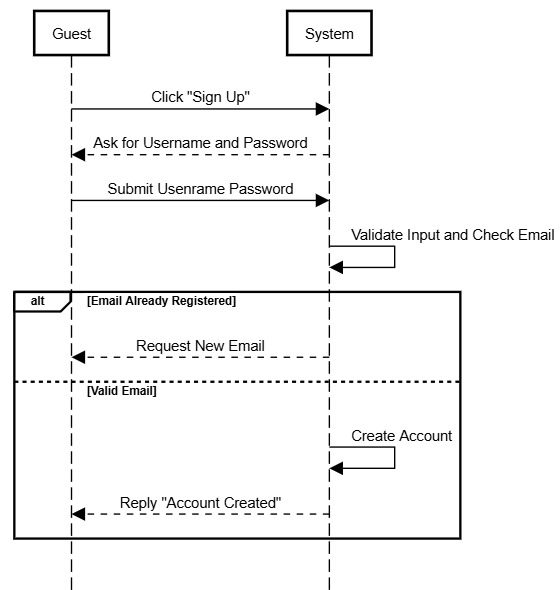 Guest
System
Click "Sign Up"
Ask for Username and Password
Submit Usenrame Password
Validate Input and Check Email
alt
[Email Already Registered]
Request New Email
[Valid Email]
Create Account
Reply "Account Created"